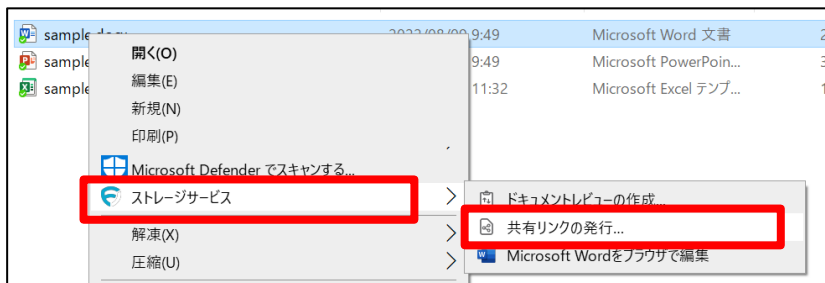 sample.docx 2022/08/09 9:49 Microsoft Word 文書
sample 9:49 Microsoft PowerPoin...
sample 11:32 Microsoft Excel テンプ...
開く(O)
編集(E)
新規(N)
印刷(P)
Microsoft Defender でスキャンする...
ストレージサービス
解凍(X)
圧縮(U)
ドキュメントレビューの作成...
共有リンクの発行...
Microsoft Wordをブラウザで編集